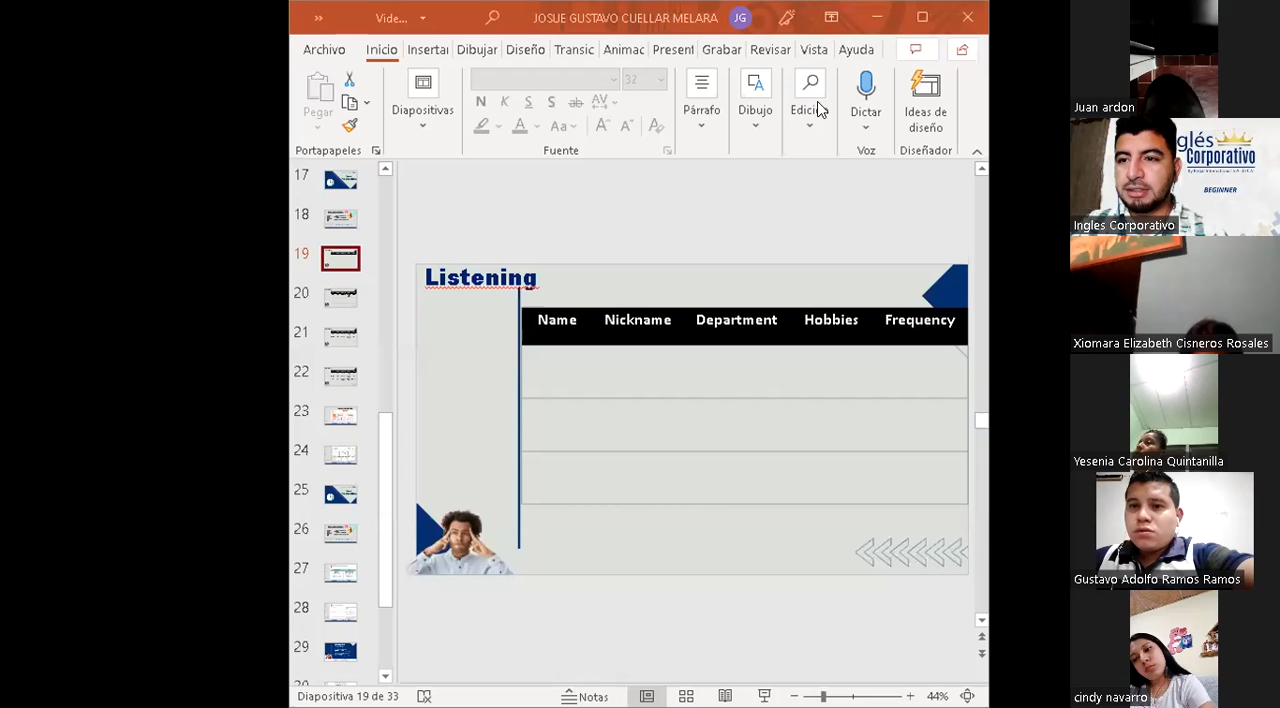 Vide...
JOSUE GUSTAVO CUELLAR MELARA
JG
Archivo Inicio Insertar Dibujar Diseño Transic Animac Present Grabar Revisar Vista Ayuda
Pegar
Diapositivas
32
N K S S ab AV
A Aa A A A
Párrafo
Dibujo
Edición
Dictar
Ideas de
diseño
Portapapeles
Fuente
Voz
Diseñador
17
18
19
20
21
22
23
24
25
26
27
28
29
Listening
Name Nickname Department Hobbies Frequency
Diapositiva 19 de 33
Notas
44%
Juan ardon
glés
Corporativo
BEGINNER
Ingles Corporativo
Xiomara Elizabeth Cisneros Rosales
Yesenia Carolina Quintanilla
Gustavo Adolfo Ramos Ramos
cindy navarro